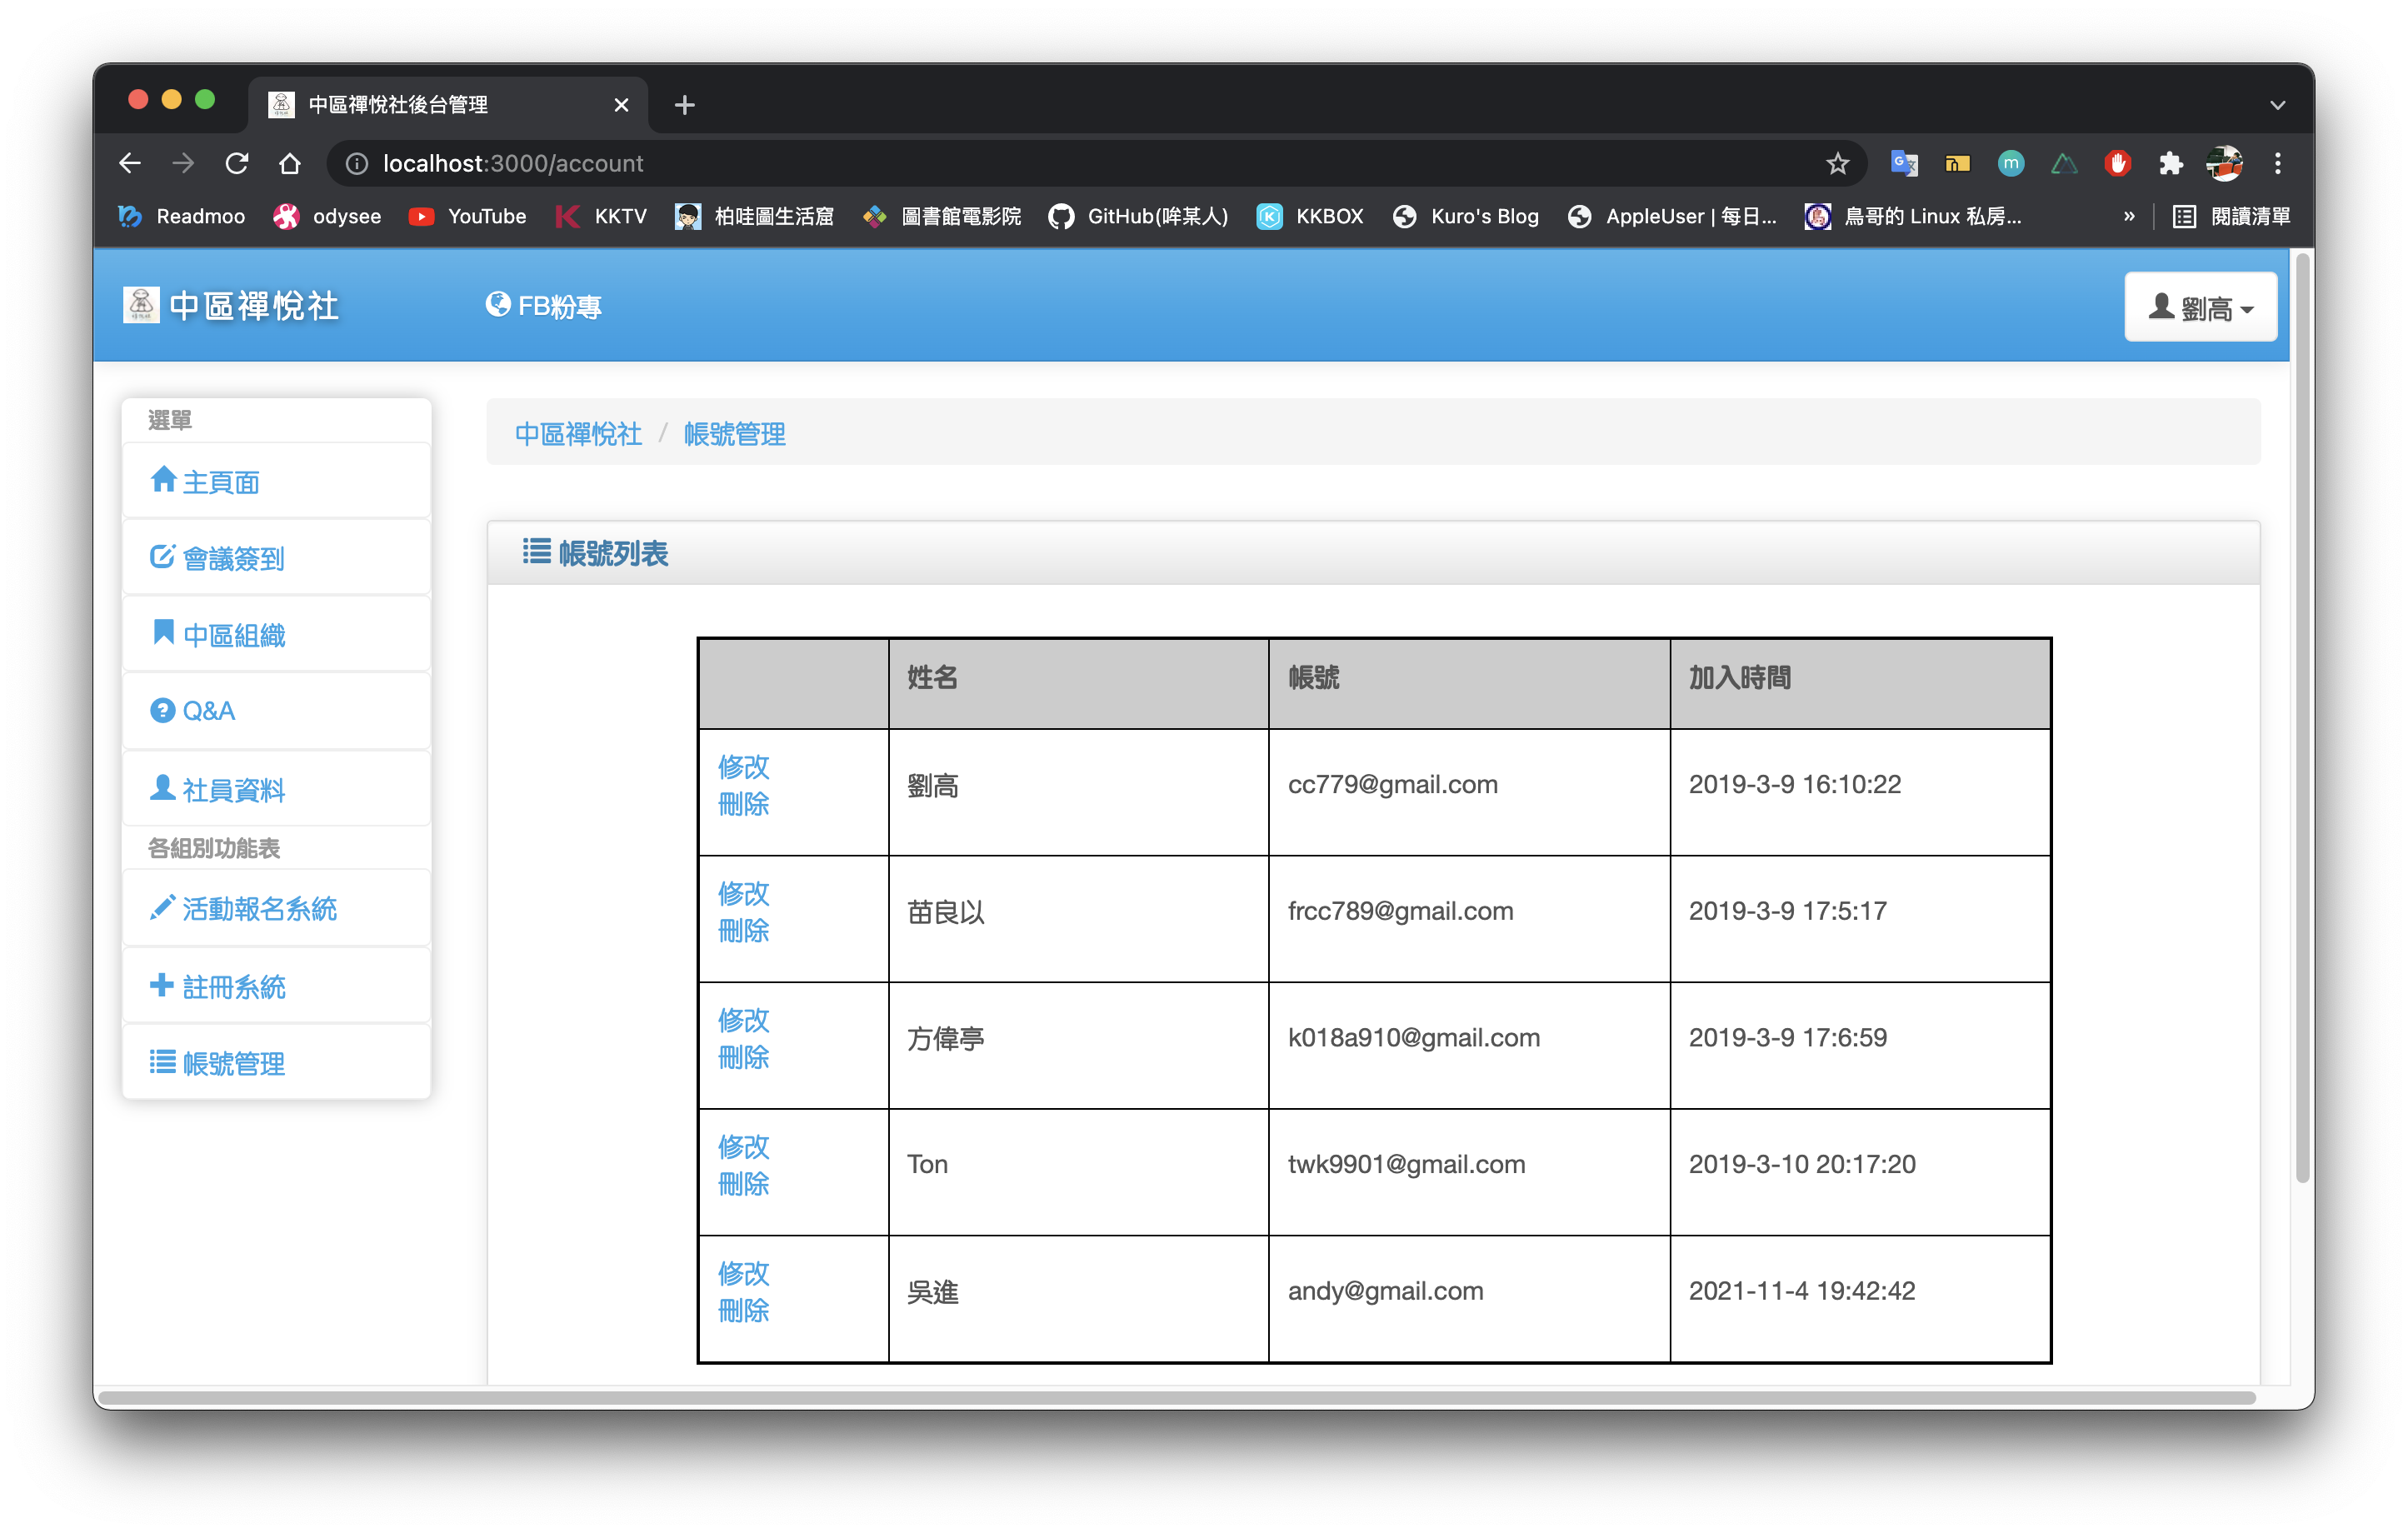 中區禪悅社後台管理
localhost:3000/account
Readmoo odysee YouTube KKTV 柏哇圖生活窩 圖書館電影院 GitHub(哞某人) KKBOX Kuro's Blog AppleUser | 每日... 鳥哥的 Linux 私房... » 閱讀清單
中區禪悅社 FB粉專 劉高
選單
主頁面
會議簽到
中區組織
Q&A
社員資料
各組別功能表
活動報名系統
註冊系統
帳號管理
中區禪悅社 / 帳號管理
帳號列表
姓名 帳號 加入時間
修改
刪除
劉高 cc779@gmail.com 2019-3-9 16:10:22
修改
刪除
苗良以 frcc789@gmail.com 2019-3-9 17:5:17
修改
刪除
方偉亭 k018a910@gmail.com 2019-3-9 17:6:59
修改
刪除
Ton twk9901@gmail.com 2019-3-10 20:17:20
修改
刪除
吳進 andy@gmail.com 2021-11-4 19:42:42